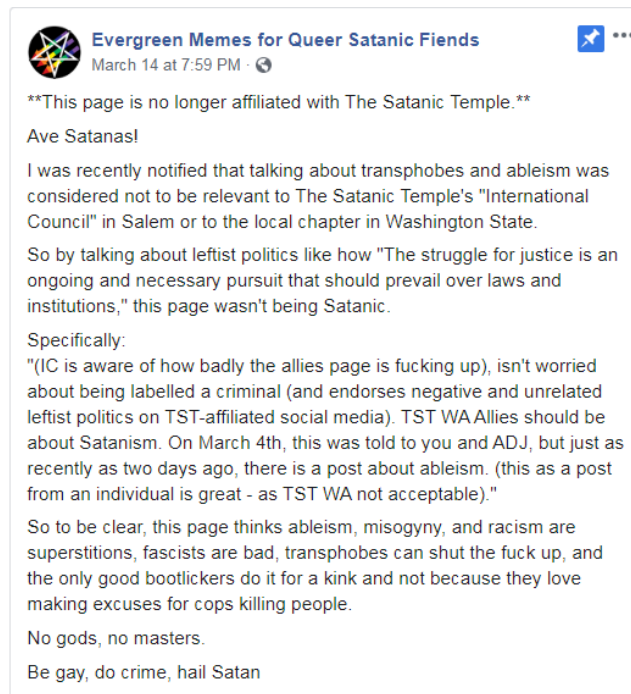 Evergreen Memes for Queer Satanic Fiends
March 14 at 7:59 PM ·
**This page is no longer affiliated with The Satanic Temple.**
Ave Satanas!
I was recently notified that talking about transphobes and ableism was
considered not to be relevant to The Satanic Temple's "International
Council" in Salem or to the local chapter in Washington State.
So by talking about leftist politics like how "The struggle for justice is an
ongoing and necessary pursuit that should prevail over laws and
institutions," this page wasn't being Satanic.
Specifically:
"(IC is aware of how badly the allies page is fucking up), isn't worried
about being labelled a criminal (and endorses negative and unrelated
leftist politics on TST-affiliated social media). TST WA Allies should be
about Satanism. On March 4th, this was told to you and ADJ, but just as
recently as two days ago, there is a post about ableism. (this as a post
from an individual is great - as TST WA not acceptable)."
So to be clear, this page thinks ableism, misogyny, and racism are
superstitions, fascists are bad, transphobes can shut the fuck up, and
the only good bootlickers do it for a kink and not because they love
making excuses for cops killing people.
No gods, no masters.
Be gay, do crime, hail Satan